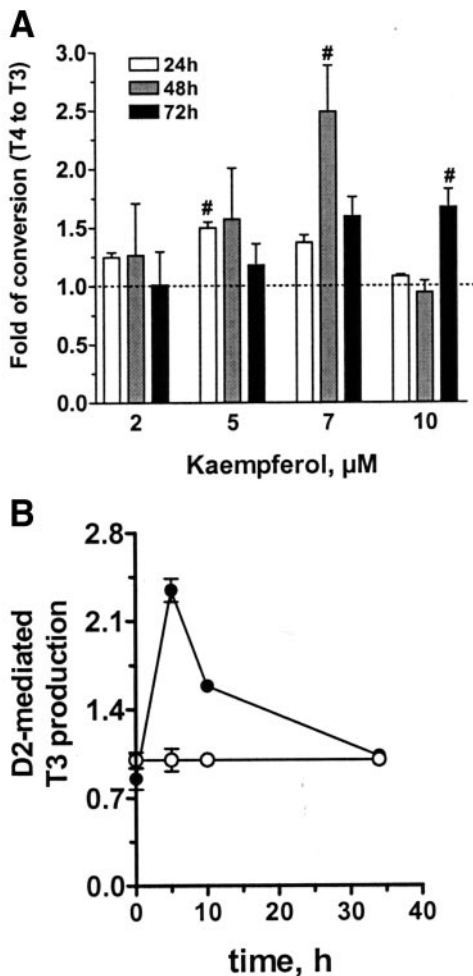 A
Fold of conversion (T4 to T3)
3.0
2.5
2.0
1.5
1.0
0.5
0.0
24h
48h
72h
#
#
#
2 5 7 10
Kaempferol, µM
B
D2-mediated
T3 production
2.8
2.1
1.4
0.7
0.0
0 10 20 30 40
time, h